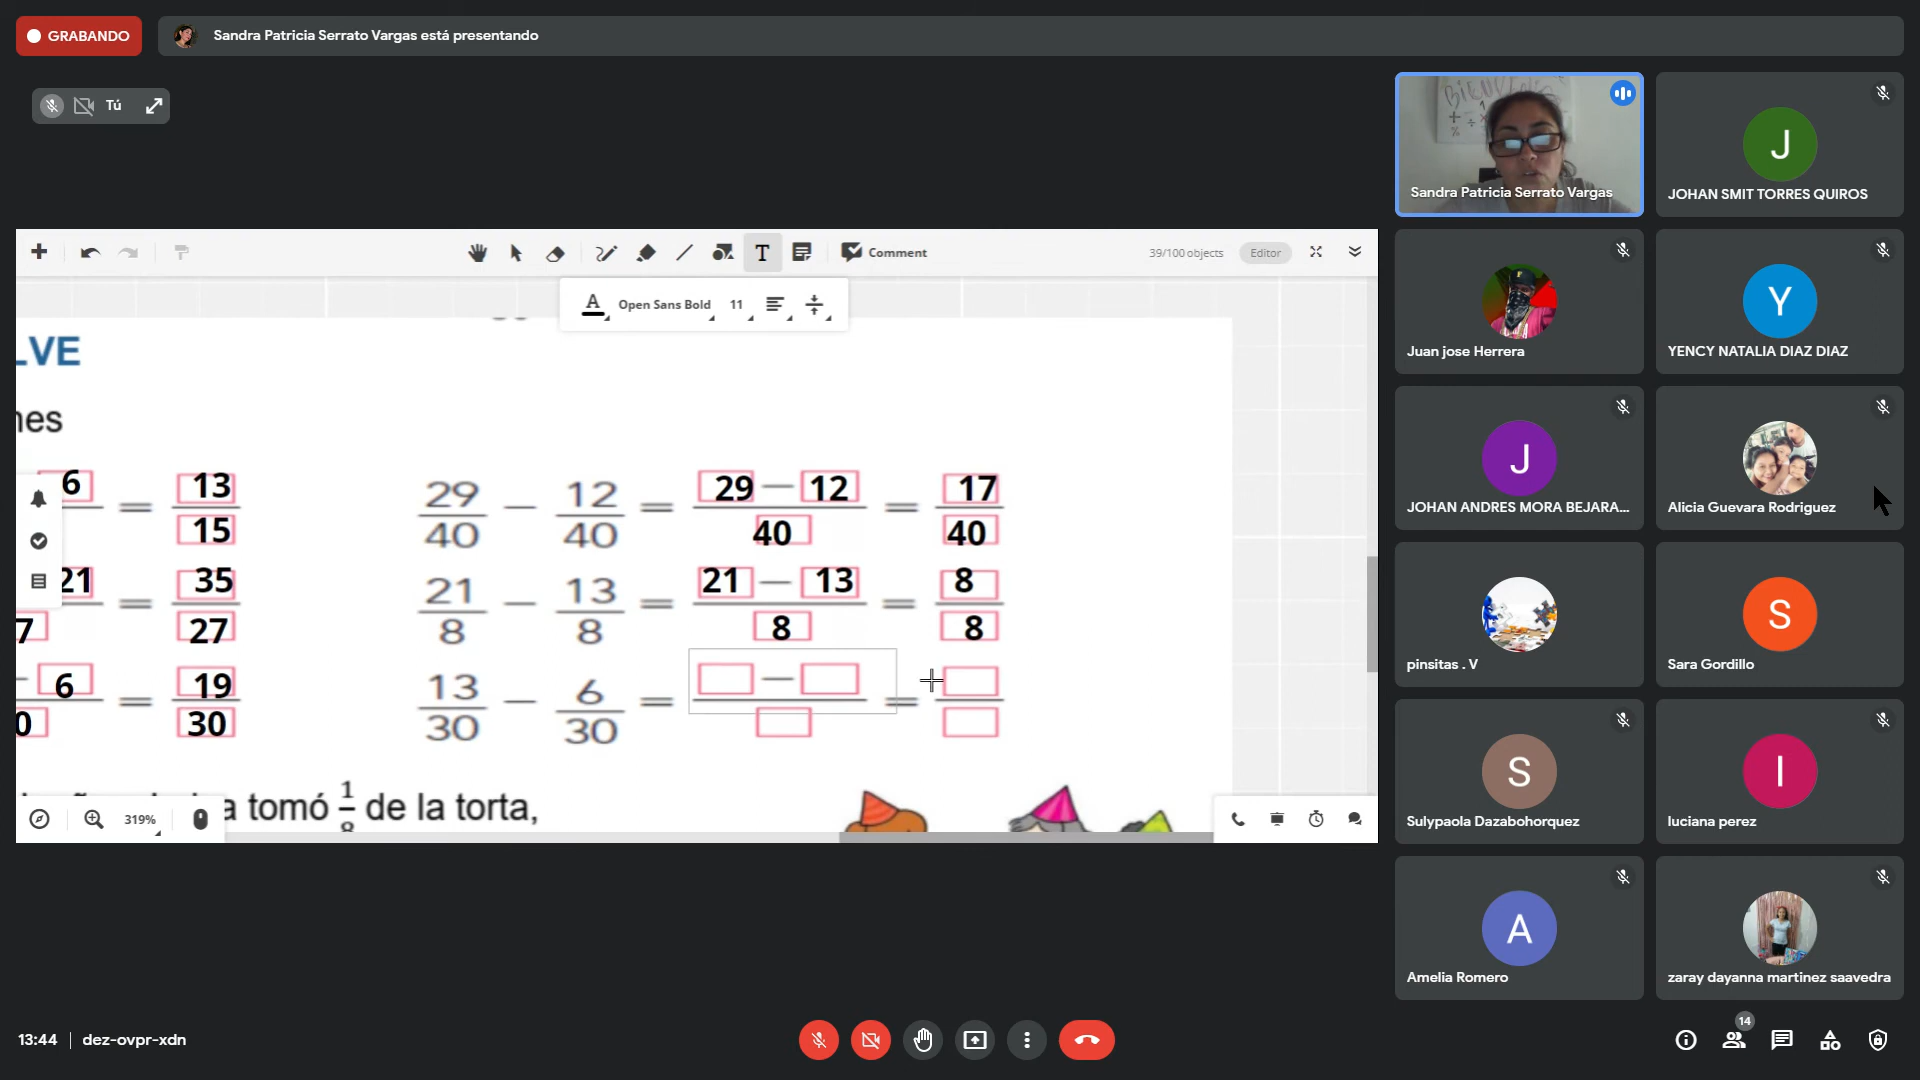 GRABANDO
Sandra Patricia Serrato Vargas está presentando
Tú
T
Comment
39/100 objects
Editor
A
Open Sans Bold
11
LVE
nes
6 = 13
15
29/40 − 12/40 = 29 − 12/40 = 17/40
21 = 35
7 27
21/8 − 13/8 = 21 − 13/8 = 8/8
− 6 = 19
0 30
13/30 − 6/30 = − =
a tomó 1/8 de la torta,
319%
BIENVENID
Sandra Patricia Serrato Vargas
J
JOHAN SMIT TORRES QUIROS
Juan jose Herrera
Y
YENCY NATALIA DIAZ DIAZ
J
JOHAN ANDRES MORA BEJARA...
Alicia Guevara Rodriguez
pinsitas . V
S
Sara Gordillo
S
Sulypaola Dazabohorquez
I
luciana perez
A
Amelia Romero
zaray dayanna martinez saavedra
13:44
dez-ovpr-xdn
14